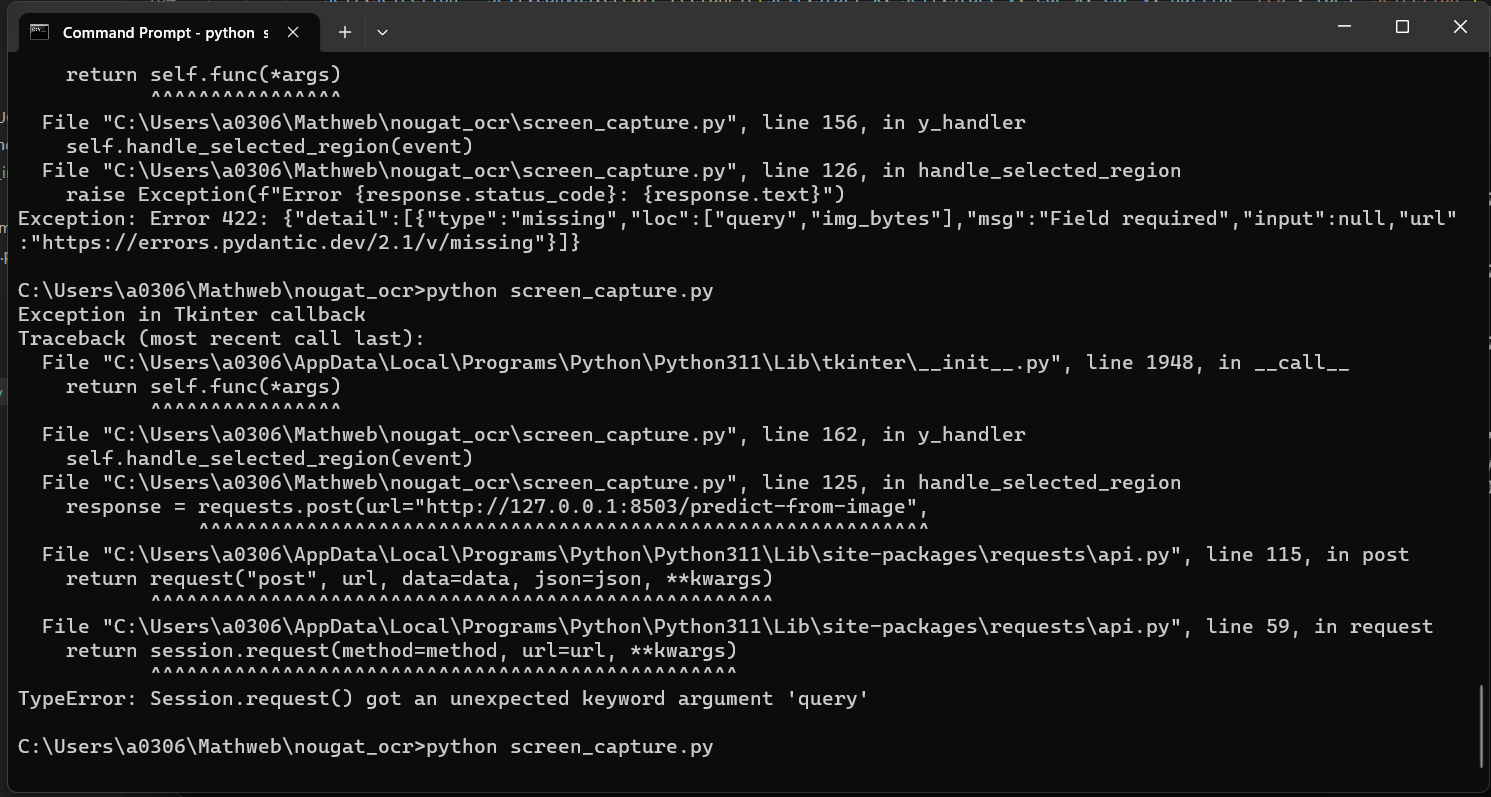 Command Prompt - python s
return self.func(*args)
^^^^^^^^^^^^^^^^
File "C:\Users\a0306\Mathweb\nougat_ocr\screen_capture.py", line 156, in y_handler
self.handle_selected_region(event)
File "C:\Users\a0306\Mathweb\nougat_ocr\screen_capture.py", line 126, in handle_selected_region
raise Exception(f"Error {response.status_code}: {response.text}")
Exception: Error 422: {"detail":[{"type":"missing","loc":["query","img_bytes"],"msg":"Field required","input":null,"url"
:"https://errors.pydantic.dev/2.1/v/missing"}]}
C:\Users\a0306\Mathweb\nougat_ocr>python screen_capture.py
Exception in Tkinter callback
Traceback (most recent call last):
File "C:\Users\a0306\AppData\Local\Programs\Python\Python311\Lib\tkinter\__init__.py", line 1948, in __call__
return self.func(*args)
^^^^^^^^^^^^^^^^
File "C:\Users\a0306\Mathweb\nougat_ocr\screen_capture.py", line 162, in y_handler
self.handle_selected_region(event)
File "C:\Users\a0306\Mathweb\nougat_ocr\screen_capture.py", line 125, in handle_selected_region
response = requests.post(url="http://127.0.0.1:8503/predict-from-image",
^^^^^^^^^^^^^^^^^^^^^^^^^^^^^^^^^^^^^^^^^^^^^^^^^^^^^^^^^^^^^
File "C:\Users\a0306\AppData\Local\Programs\Python\Python311\Lib\site-packages\requests\api.py", line 115, in post
return request("post", url, data=data, json=json, **kwargs)
^^^^^^^^^^^^^^^^^^^^^^^^^^^^^^^^^^^^^^^^^^^^^^^^^^^^
File "C:\Users\a0306\AppData\Local\Programs\Python\Python311\Lib\site-packages\requests\api.py", line 59, in request
return session.request(method=method, url=url, **kwargs)
^^^^^^^^^^^^^^^^^^^^^^^^^^^^^^^^^^^^^^^^^^^^^^^^^
TypeError: Session.request() got an unexpected keyword argument 'query'
C:\Users\a0306\Mathweb\nougat_ocr>python screen_capture.py